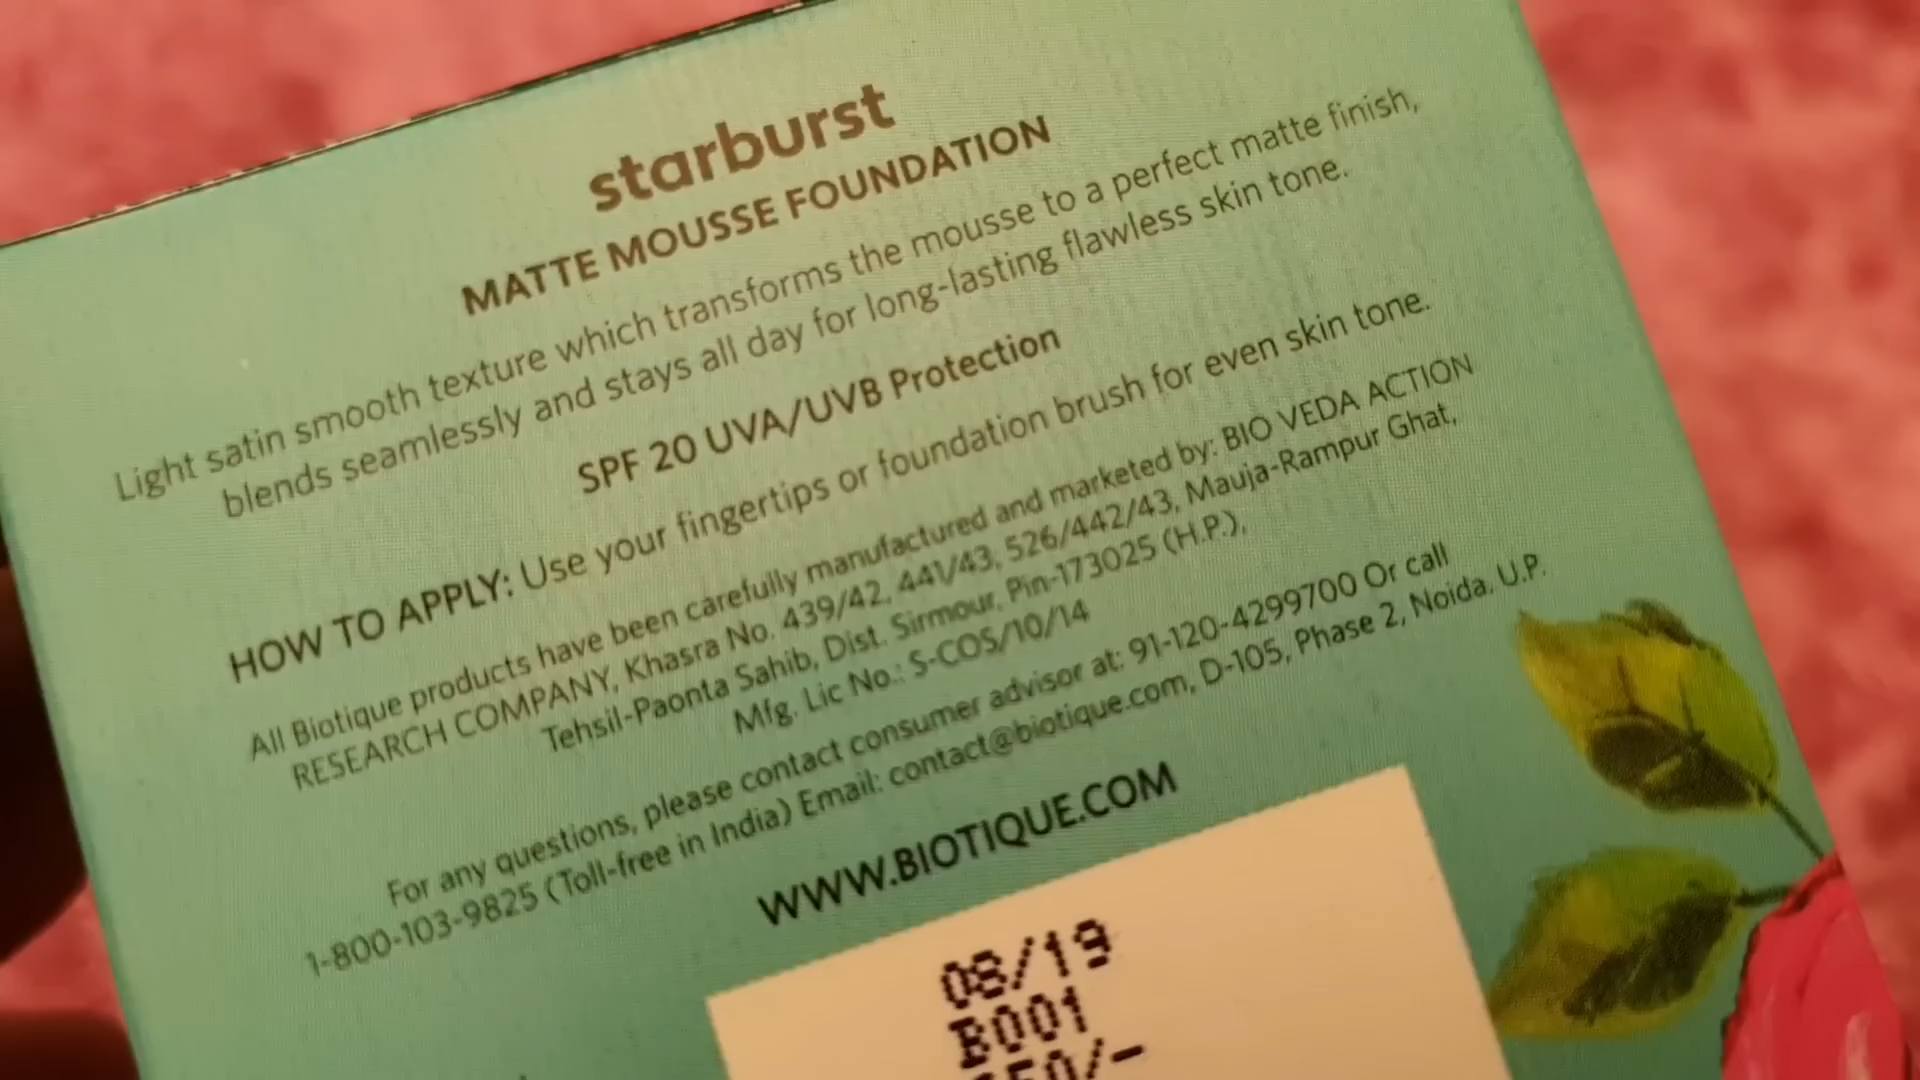 starburst
MATTE MOUSSE FOUNDATION
Light satin smooth texture which transforms the mousse to a perfect matte finish,
blends seamlessly and stays all day for long-lasting flawless skin tone.
SPF 20 UVA/UVB Protection
HOW TO APPLY: Use your fingertips or foundation brush for even skin tone.
All Biotique products have been carefully manufactured and marketed by: BIO VEDA ACTION
RESEARCH COMPANY, Khasra No. 439/42, 441/43, 526/442/43, Mauja-Rampur Ghat,
Tehsil-Paonta Sahib, Dist. Sirmour, Pin-173025 (H.P.),
Mfg. Lic No.: S-COS/10/14
For any questions, please contact consumer advisor at: 91-120-4299700 Or call
1-800-103-9825 (Toll-free in India) Email: contact@biotique.com, D-105, Phase 2, Noida. U.P.
WWW.BIOTIQUE.COM
08/19
B001